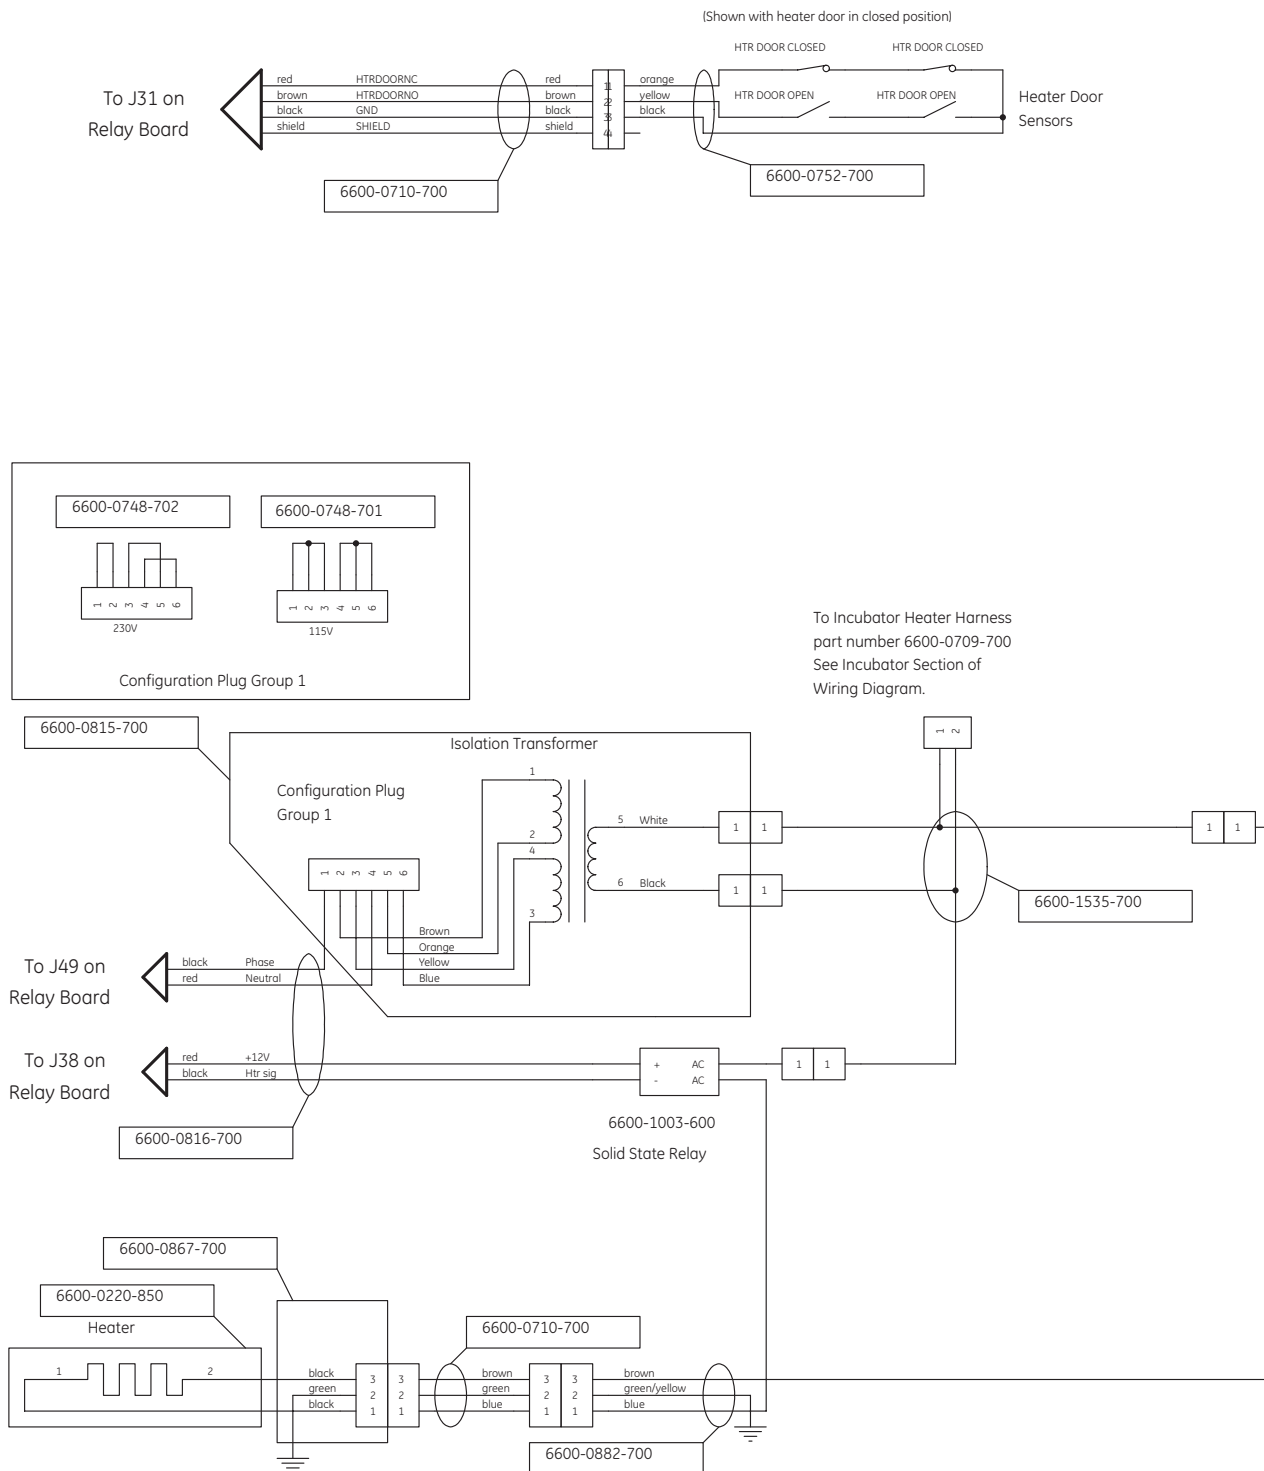 (Shown with heater door in closed position)
HTR DOOR CLOSED HTR DOOR CLOSED
red HTRDOORNC red 1 1 orange
brown HTRDOORNO brown 2 2 yellow HTR DOOR OPEN HTR DOOR OPEN
black GND black 3 3 black
shield SHIELD shield 4 4
To J31 on
Relay Board
Heater Door
Sensors
6600-0710-700
6600-0752-700
6600-0748-702
6600-0748-701
1 2 3 4 5 6
230V
1 2 3 4 5 6
115V
Configuration Plug Group 1
To Incubator Heater Harness
part number 6600-0709-700
See Incubator Section of
Wiring Diagram.
6600-0815-700
1 2
Isolation Transformer
Configuration Plug
Group 1
1
2
4
3
5 White 1 1
1 1
6 Black 1 1
1 2 3 4 5 6
6600-1535-700
Brown
Orange
Yellow
Blue
To J49 on
Relay Board
black Phase
red Neutral
To J38 on
Relay Board
red +12V
black Htr sig
+ AC
- AC
1 1
6600-1003-600
Solid State Relay
6600-0816-700
6600-0867-700
6600-0220-850
Heater
6600-0710-700
1 2
black 3 3 brown 3 3 brown
green 2 2 green 2 2 green/yellow
black 1 1 blue 1 1 blue
6600-0882-700